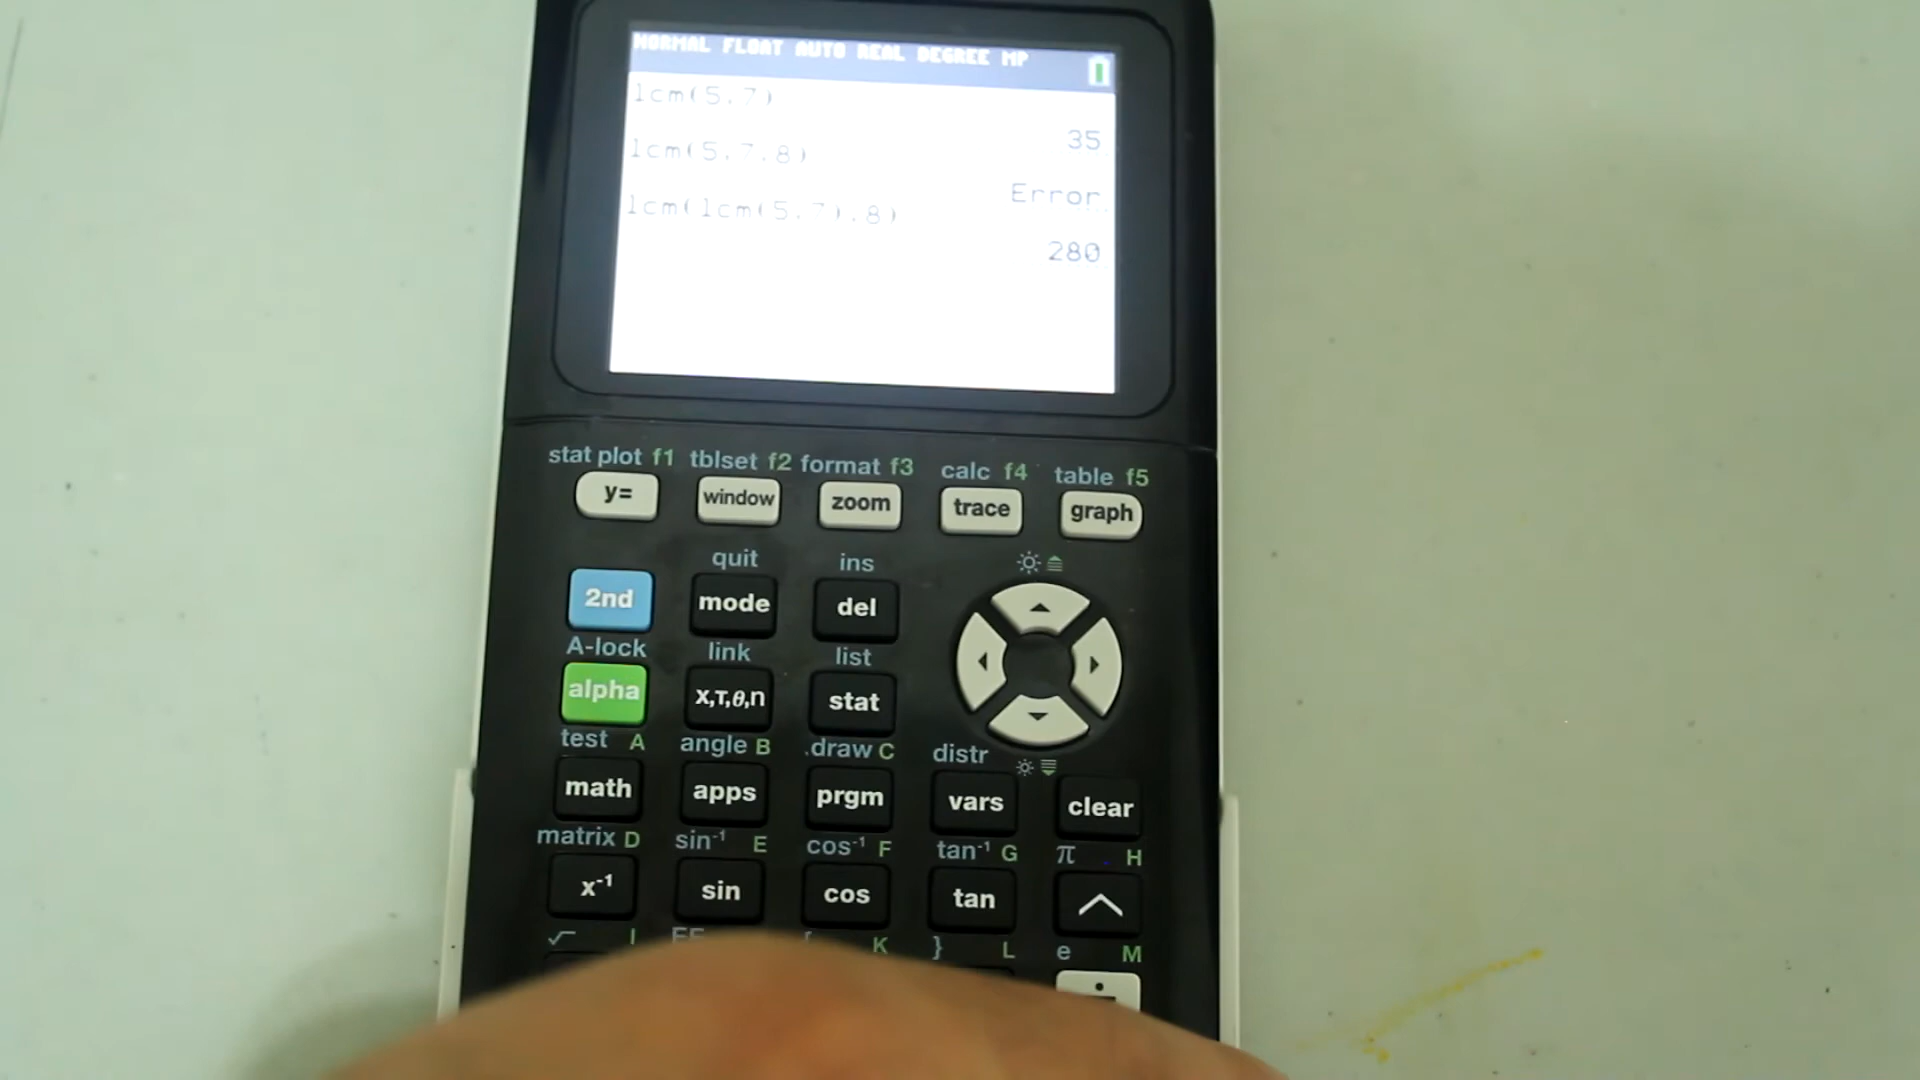 NORMAL FLOAT AUTO REAL DEGREE MP
lcm(5,7)
35
lcm(5,7,8)
Error
lcm(lcm(5,7),8)
280
stat plot f1 tblset f2 format f3 calc f4 table f5
y= window zoom trace graph
quit ins
2nd mode del
A-lock link list
alpha X,T,θ,n stat
test A angle B draw C distr
math apps prgm vars clear
matrix D sin⁻¹ E cos⁻¹ F tan⁻¹ G π H
x⁻¹ sin cos tan ^
√ I EE { K } L e M
÷